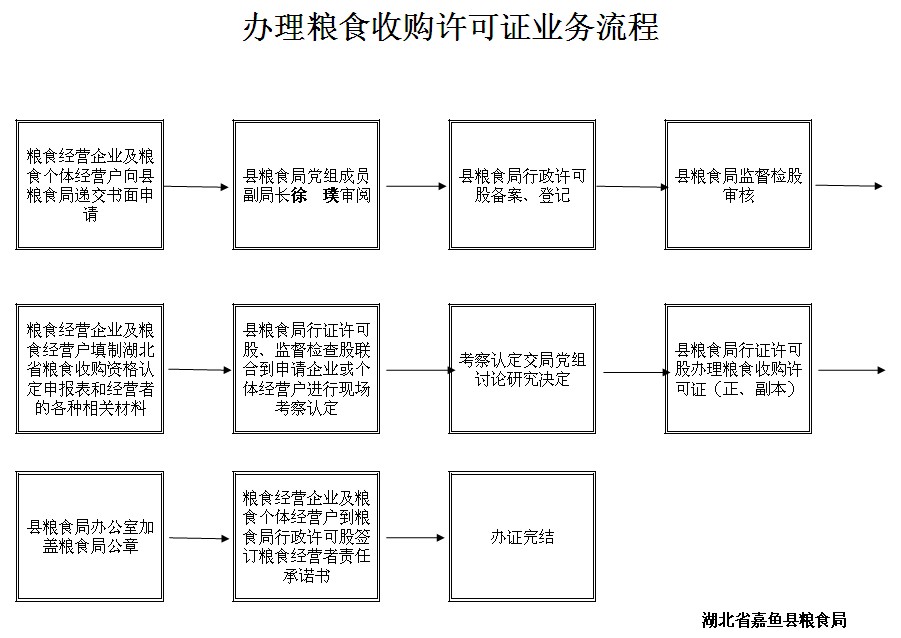 办理粮食收购许可证业务流程
粮食经营企业及粮
食个体经营户向县
粮食局递交书面申
请
县粮食局党组成员
副局长徐　璞审阅
县粮食局行政许可
股备案、登记
县粮食局监督检股
审核
粮食经营企业及粮
食经营户填制湖北
省粮食收购资格认
定申报表和经营者
的各种相关材料
县粮食局行证许可
股、监督检查股联
合到申请企业或个
体经营户进行现场
考察认定
考察认定交局党组
讨论研究决定
县粮食局行证许可
股办理粮食收购许
可证（正、副本）
县粮食局办公室加
盖粮食局公章
粮食经营企业及粮
食个体经营户到粮
食局行政许可股签
订粮食经营者责任
承诺书
办证完结
湖北省嘉鱼县粮食局